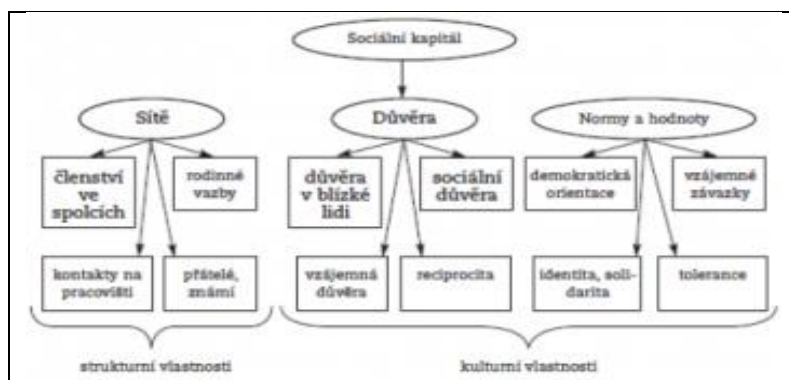 Sociální kapitál
Sítě
Důvěra
Normy a hodnoty
členství
ve
spolcích
rodinné
vazby
důvěra
v blízké
lidi
sociální
důvěra
demokratická
orientace
vzájemné
závazky
kontakty na
pracovišti
přátelé,
známí
vzájemná
důvěra
reciprocita
identita, soli-
darita
tolerance
strukturní vlastnosti
kulturní vlastnosti